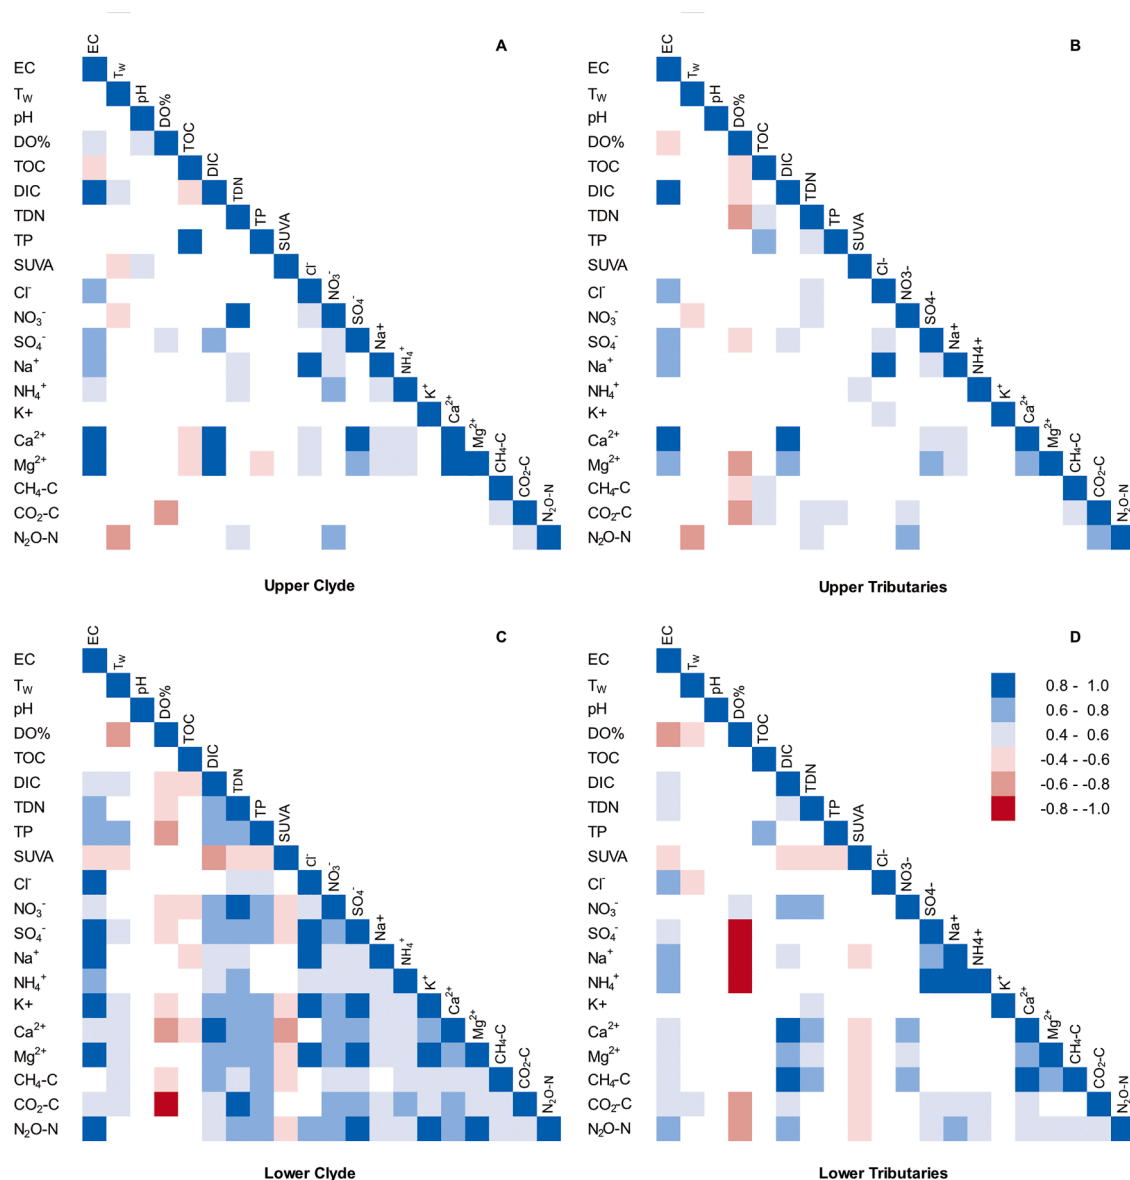 A
EC
EC
Tw
Tw
pH
pH
DO%
DO%
TOC
TOC
DIC
DIC
TDN
TDN
TP
TP
SUVA
SUVA
Cl⁻
Cl⁻
NO₃⁻
NO₃⁻
SO₄⁻
SO₄⁻
Na+
Na⁺
NH₄⁺
NH₄⁺
K⁺
K+
Ca²⁺
Ca²⁺
Mg²⁺
Mg²⁺
CH₄-C
CH₄-C
CO₂-C
CO₂-C
N₂O-N
N₂O-N
Upper Clyde
B
EC
EC
Tw
Tw
pH
pH
DO%
DO%
TOC
TOC
DIC
DIC
TDN
TDN
TP
TP
SUVA
SUVA
Cl-
Cl⁻
NO3-
NO₃⁻
SO4-
SO₄⁻
Na+
Na⁺
NH4+
NH₄⁺
K⁺
K+
Ca²⁺
Ca²⁺
Mg²⁺
Mg²⁺
CH₄-C
CH₄-C
CO₂-C
CO₂-C
N₂O-N
N₂O-N
Upper Tributaries
C
EC
EC
Tw
Tw
pH
pH
DO%
DO%
TOC
TOC
DIC
DIC
TDN
TDN
TP
TP
SUVA
SUVA
Cl⁻
Cl⁻
NO₃⁻
NO₃⁻
SO₄⁻
SO₄⁻
Na+
Na⁺
NH₄⁺
NH₄⁺
K⁺
K+
Ca²⁺
Ca²⁺
Mg²⁺
Mg²⁺
CH₄-C
CH₄-C
CO₂-C
CO₂-C
N₂O-N
N₂O-N
Lower Clyde
D
EC
EC
Tw
Tw
pH
pH
DO%
DO%
TOC
TOC
DIC
DIC
TDN
TDN
TP
TP
SUVA
SUVA
Cl-
Cl⁻
NO3-
NO₃⁻
SO4-
SO₄⁻
Na+
Na⁺
NH4+
NH₄⁺
K⁺
K+
Ca²⁺
Ca²⁺
Mg²⁺
Mg²⁺
CH₄-C
CH₄-C
CO₂-C
CO₂-C
N₂O-N
N₂O-N
0.8 - 1.0
0.6 - 0.8
0.4 - 0.6
-0.4 - -0.6
-0.6 - -0.8
-0.8 - -1.0
Lower Tributaries